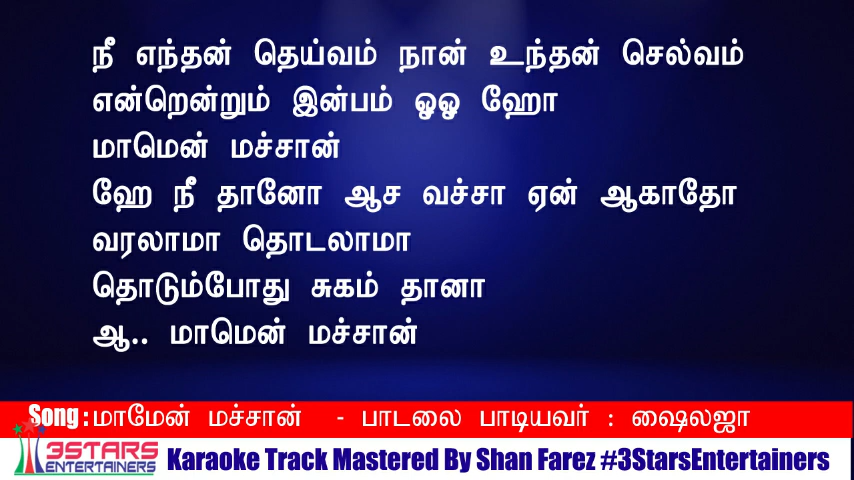 நீ எந்தன் தெய்வம் நான் உந்தன் செல்வம்
என்றென்றும் இன்பம் ஓஓ ஹோ
மாமென் மச்சான்
ஹே நீ தானோ ஆச வச்சா ஏன் ஆகாதோ
வரலாமா தொடலாமா
தொடும்போது சுகம் தானா
ஆ.. மாமென் மச்சான்
Song : மாமேன் மச்சான் - பாடலை பாடியவர் : ஷைலஜா
3STARS
ENTERTAINERS
Karaoke Track Mastered By Shan Farez #3StarsEntertainers